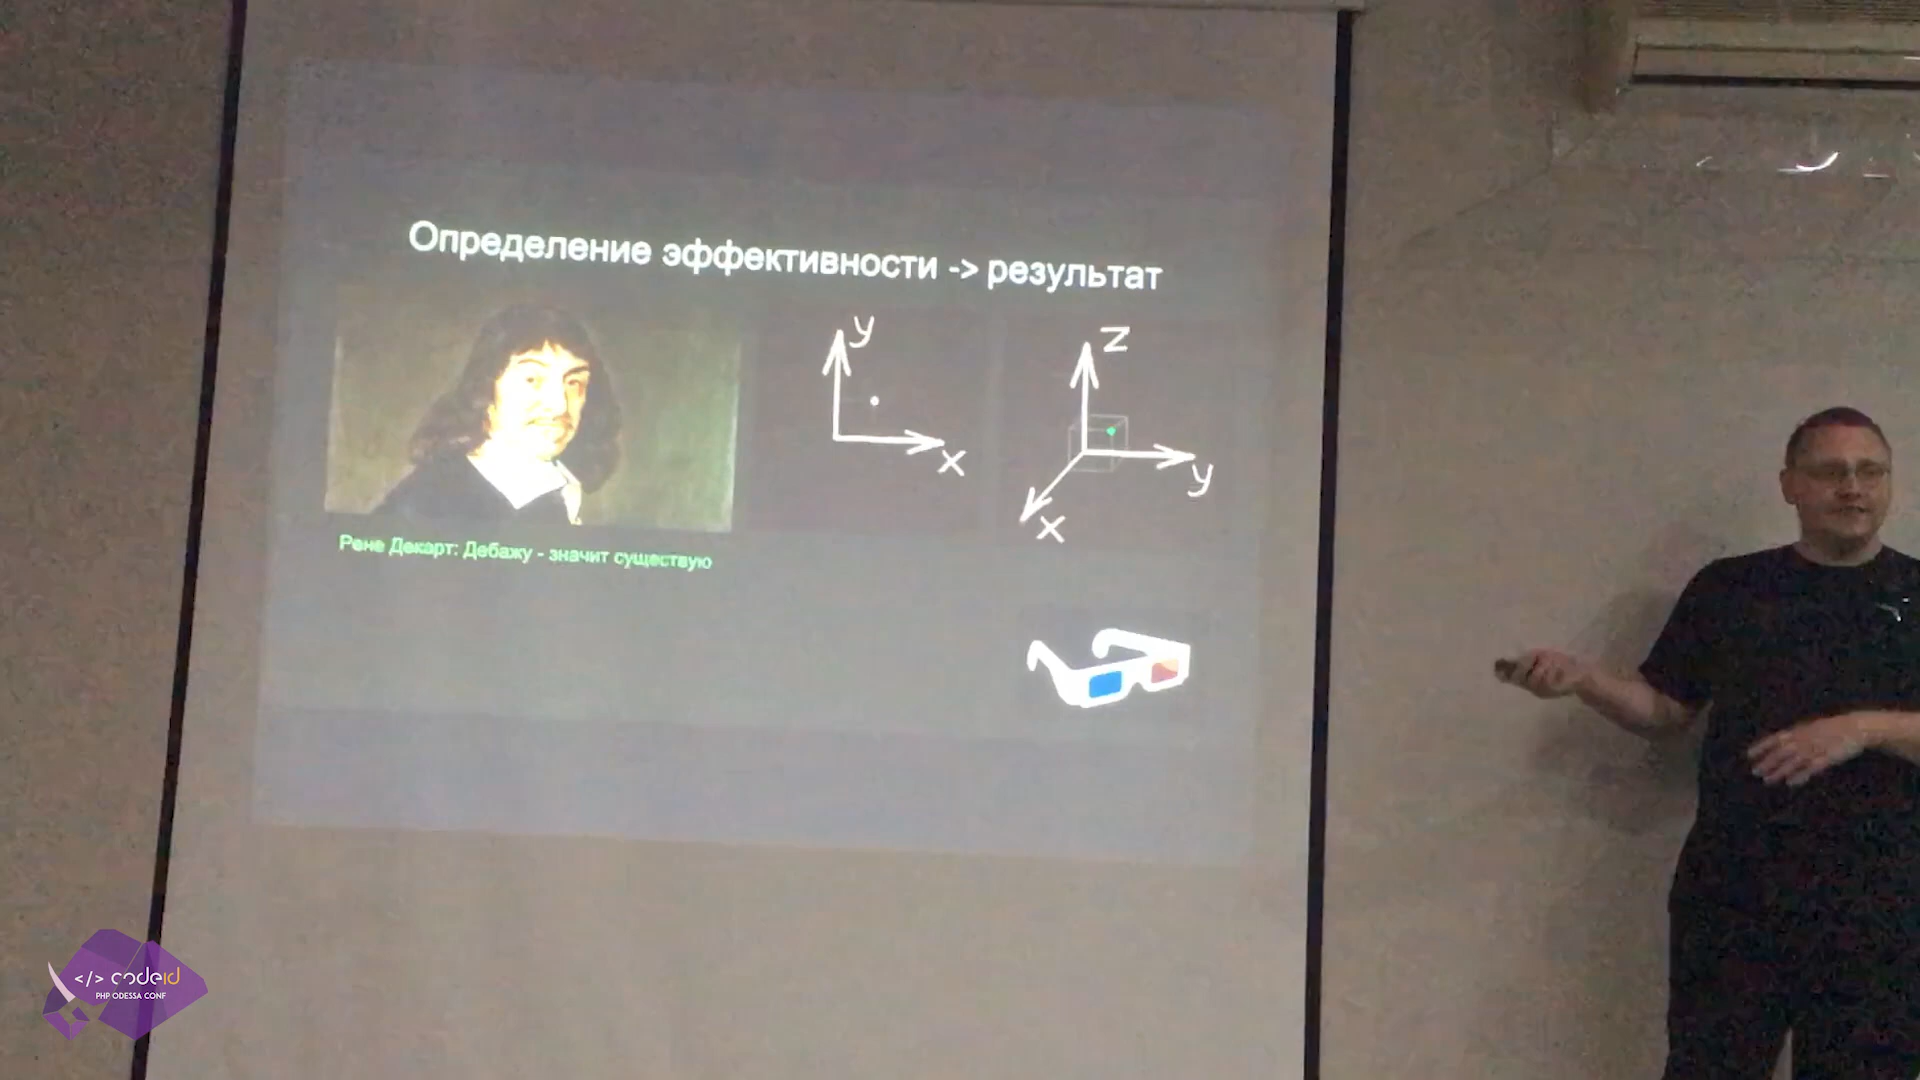 Определение эффективности -> результат
y
x
z
y
x
Рене Декарт: Дебажу - значит существую
</> codeid
PHP ODESSA CONF